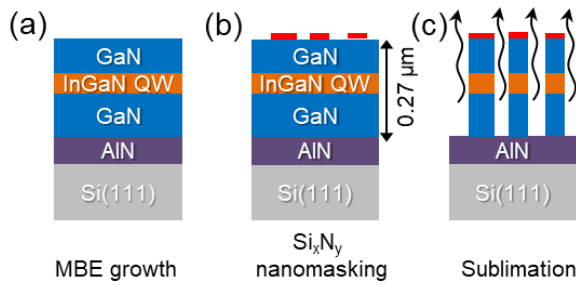 (a)
GaN
InGaN QW
GaN
AlN
Si(111)
MBE growth
(b)
GaN
InGaN QW
GaN
AlN
Si(111)
0.27 µm
SixNy
nanomasking
(c)
AlN
Si(111)
Sublimation